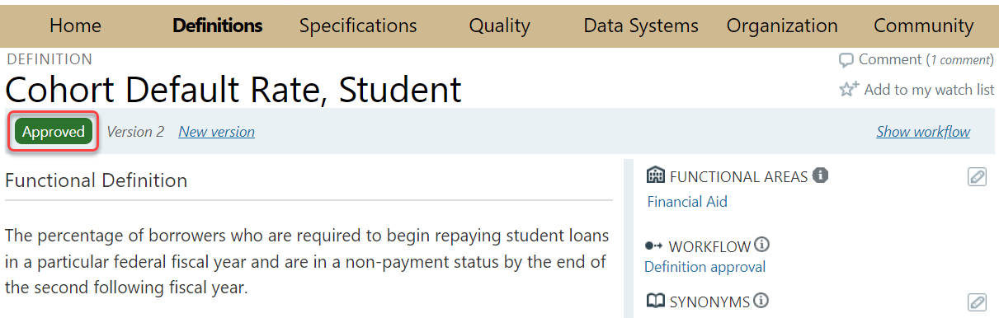 Home Definitions Specifications Quality Data Systems Organization Community
DEFINITION
Comment (1 comment)
Cohort Default Rate, Student
Add to my watch list
Approved Version 2 New version Show workflow
Functional Definition
The percentage of borrowers who are required to begin repaying student loans
in a particular federal fiscal year and are in a non-payment status by the end of
the second following fiscal year.
FUNCTIONAL AREAS
Financial Aid
WORKFLOW
Definition approval
SYNONYMS